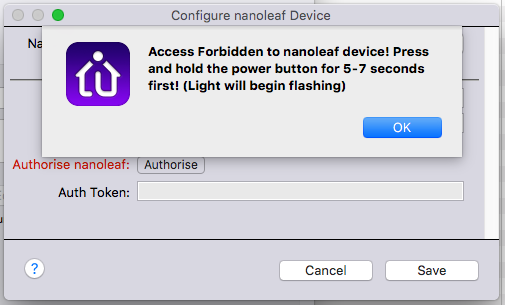 Configure nanoleaf Device
Access Forbidden to nanoleaf device! Press
and hold the power button for 5-7 seconds
first! (Light will begin flashing)
OK
Authorise nanoleaf:
Authorise
Auth Token:
?
Cancel
Save